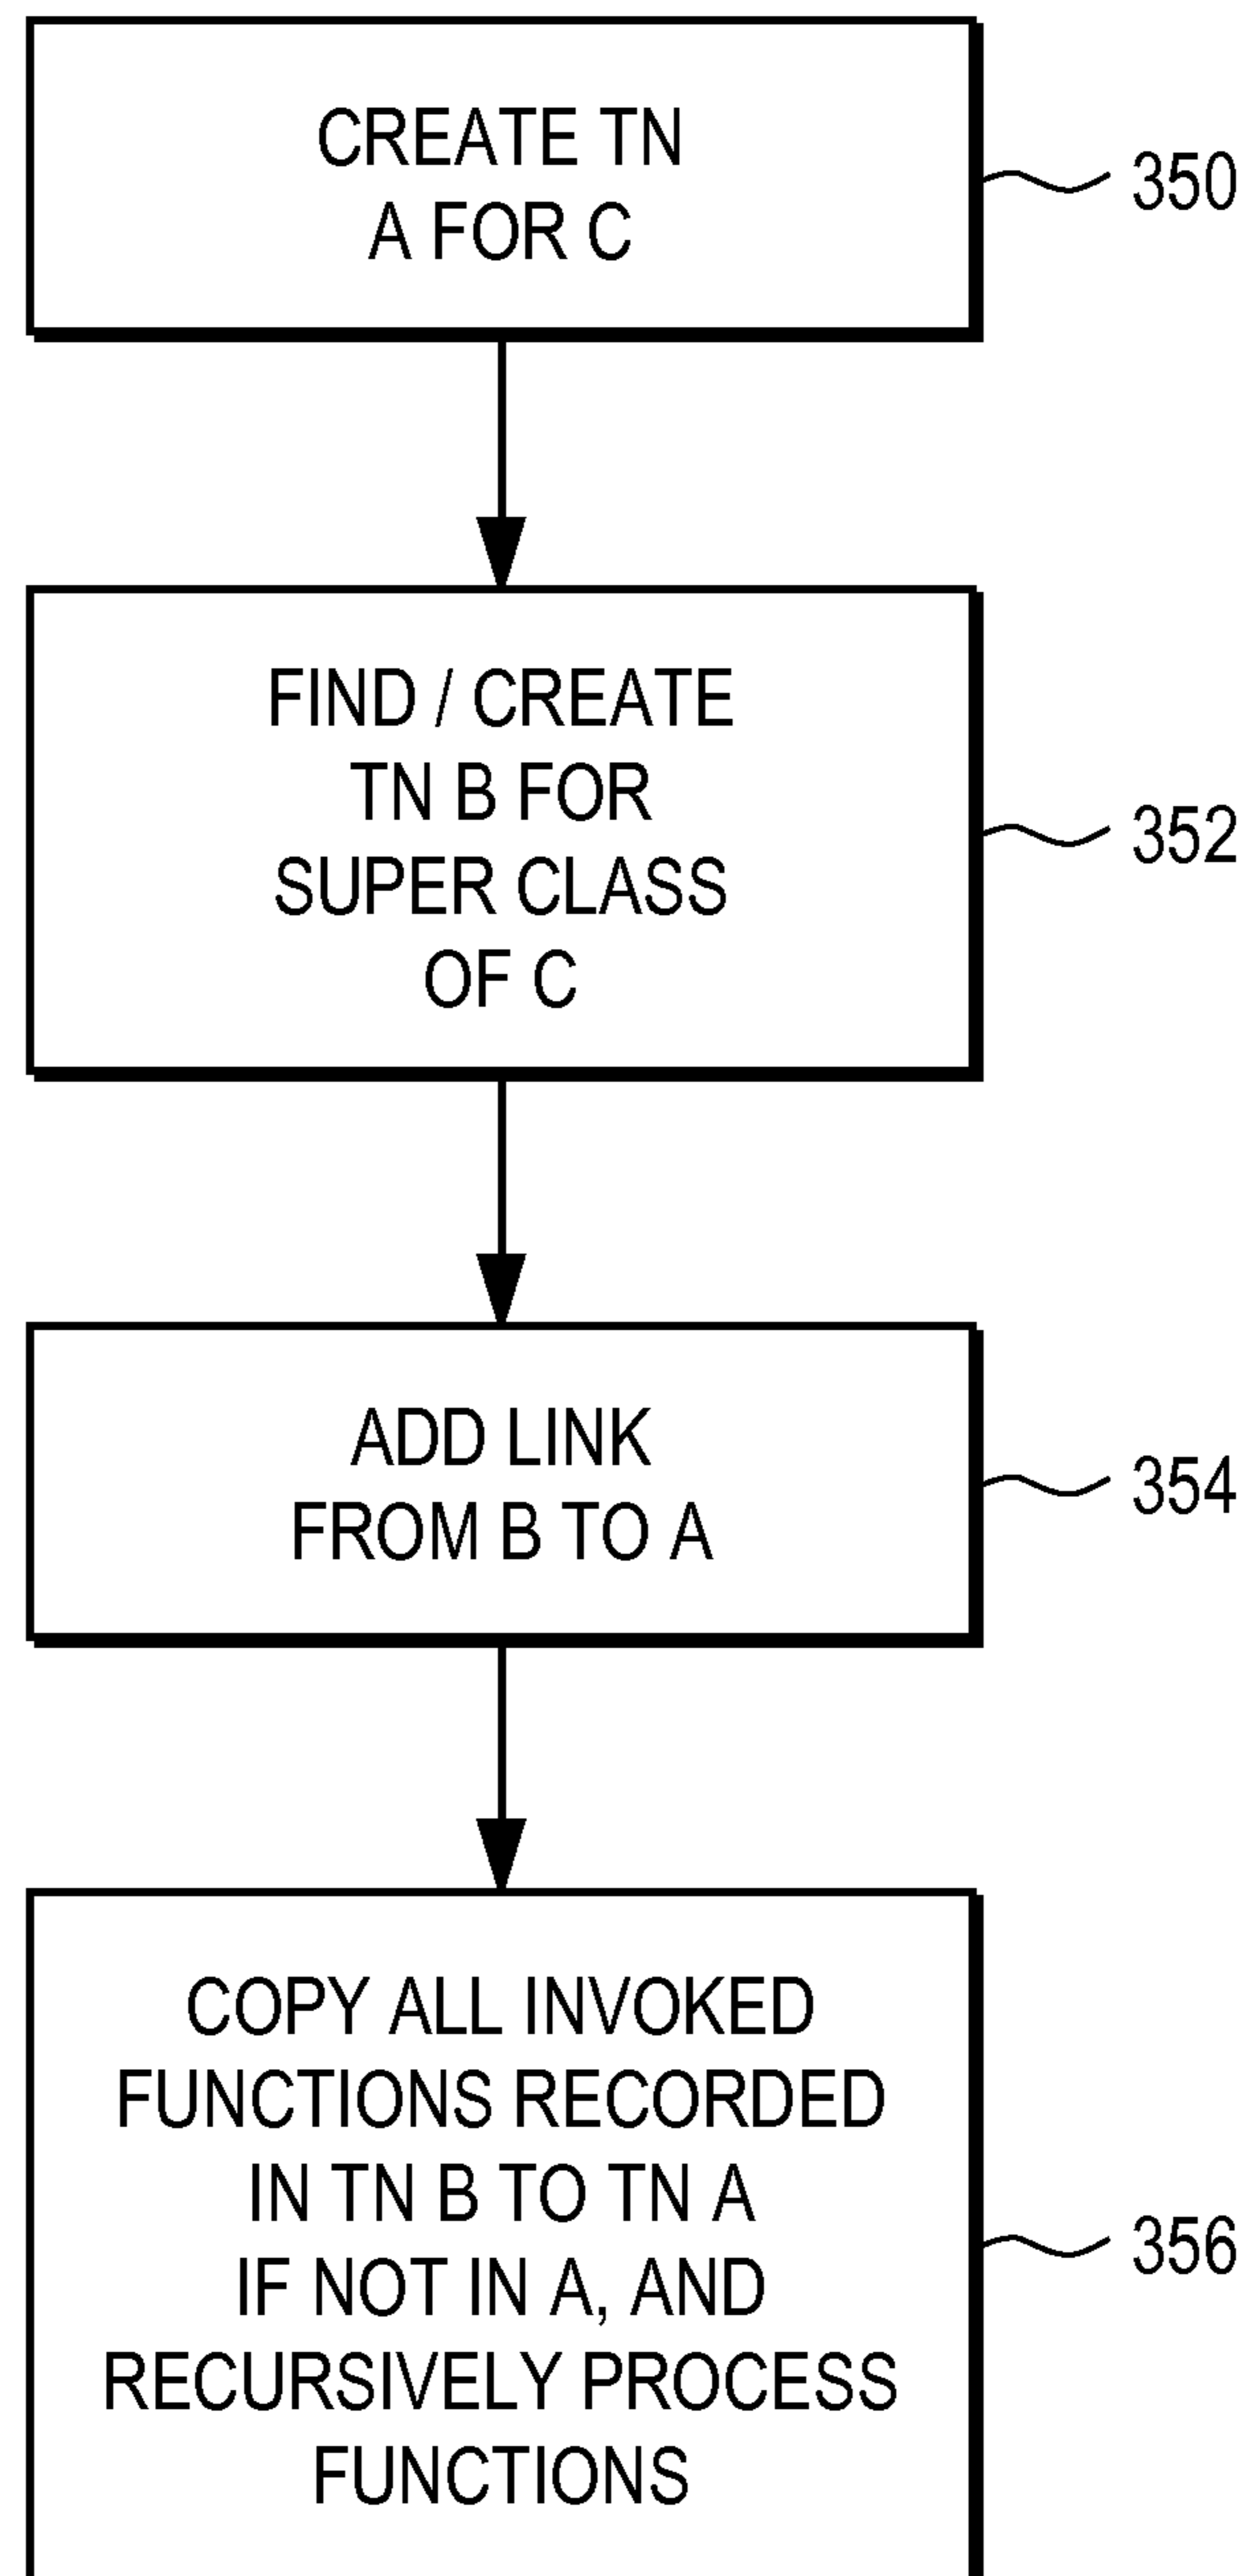 CREATE TN
A FOR C
350
FIND / CREATE
TN B FOR
SUPER CLASS
OF C
352
ADD LINK
FROM B TO A
354
COPY ALL INVOKED
FUNCTIONS RECORDED
IN TN B TO TN A
IF NOT IN A, AND
RECURSIVELY PROCESS
FUNCTIONS
356